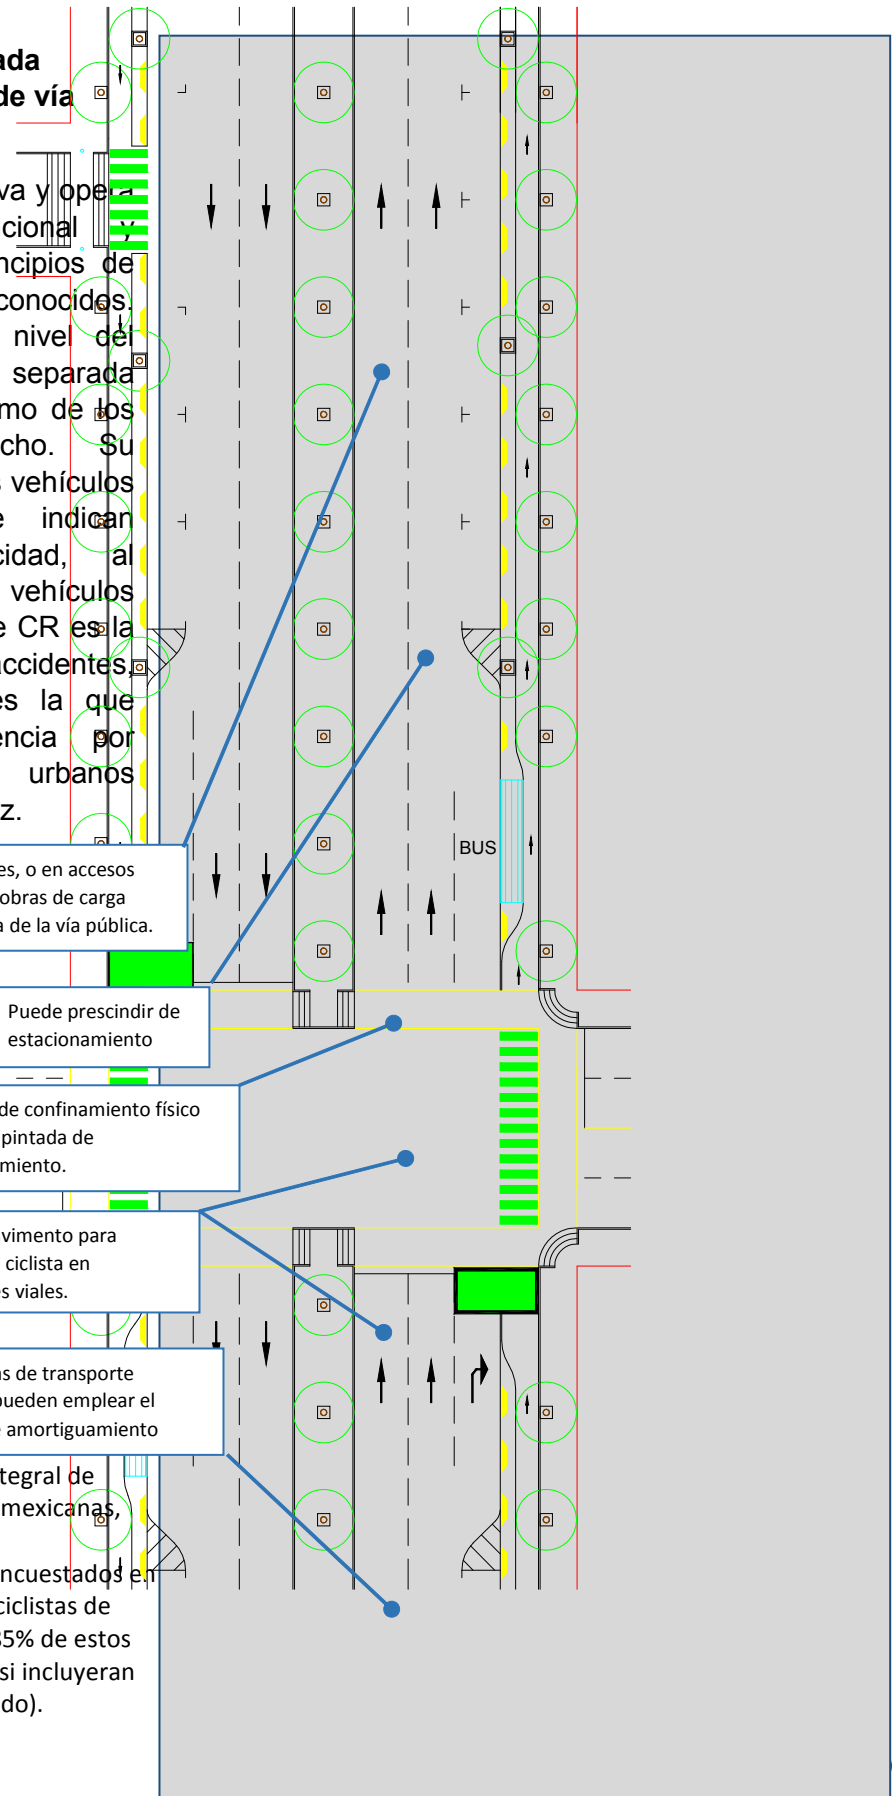 ada
de vía
va y opera
cional y
ncipios de
conocidos.
nivel del
separada
mo de los
cho. Su
s vehículos
e indican
cidad, al
vehículos
e CR es la
accidentes,
es la que
encia por
urbanos
z.
es, o en accesos
obras de carga
a de la vía pública.
BUS
Puede prescindir de
estacionamiento
de confinamiento físico
pintada de
miento.
vimento para
ciclista en
es viales.
as de transporte
pueden emplear el
e amortiguamiento
tegral de
mexicanas,
encuestados en
ciclistas de
85% de estos
si incluyeran
do).